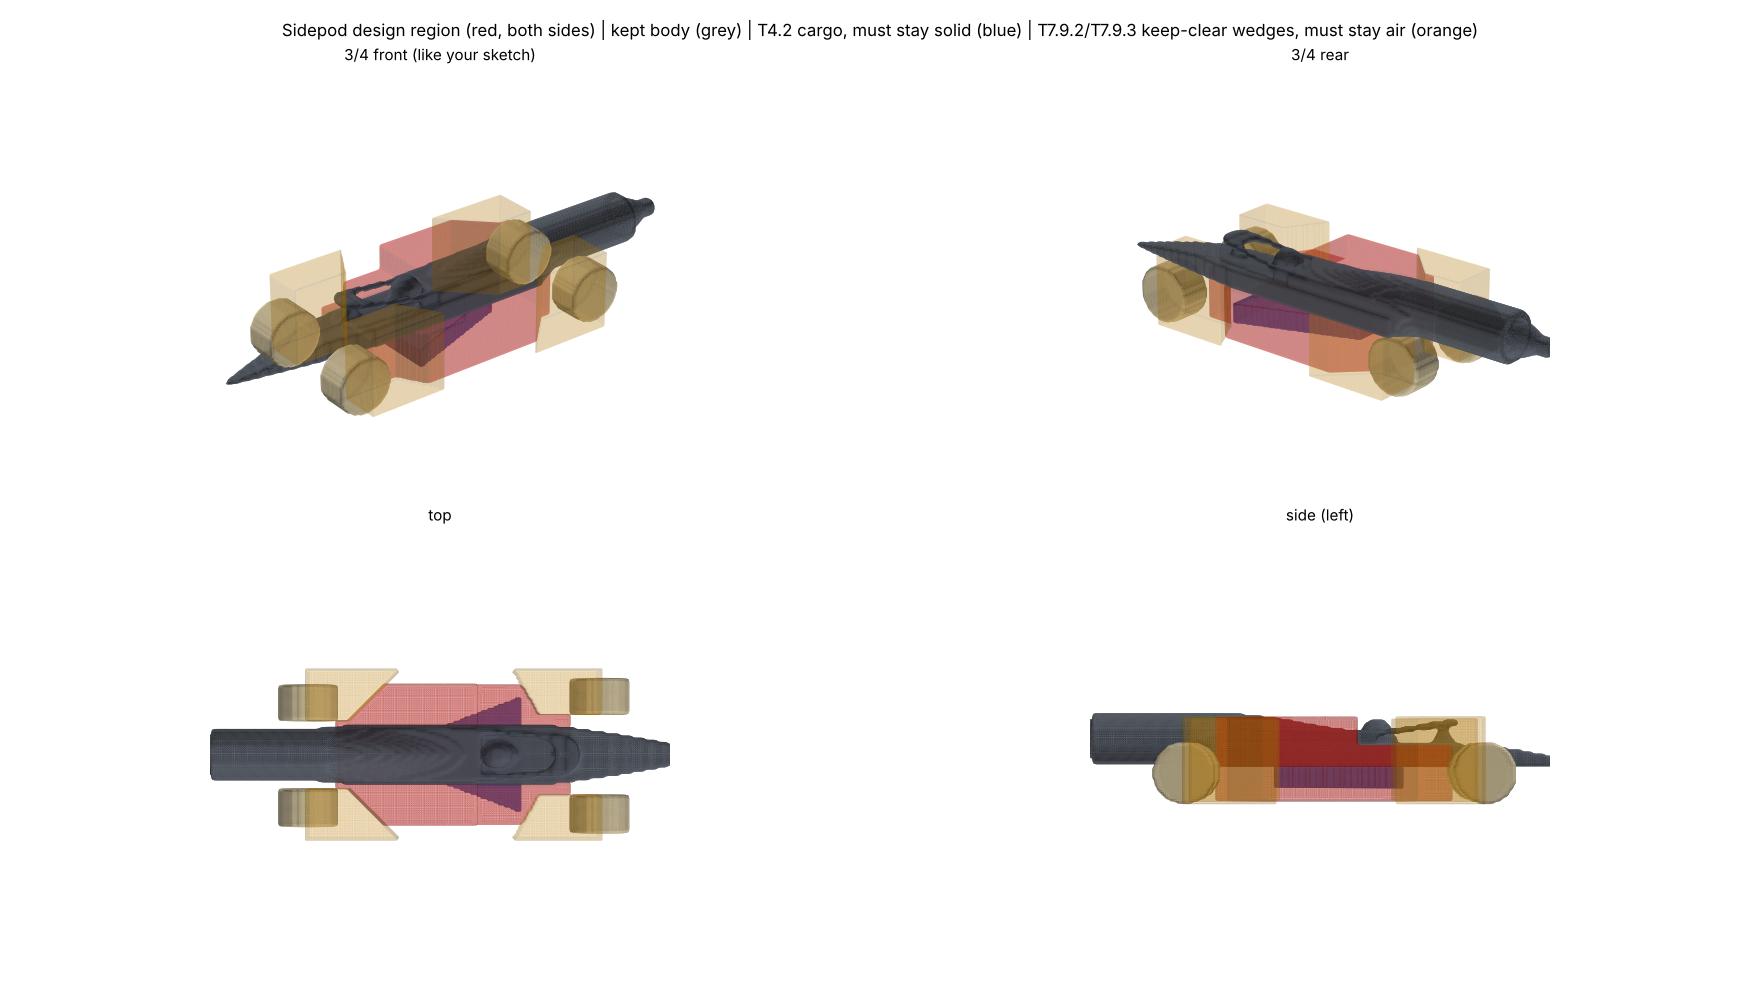 Sidepod design region (red, both sides) | kept body (grey) | T4.2 cargo, must stay solid (blue) | T7.9.2/T7.9.3 keep-clear wedges, must stay air (orange)
3/4 front (like your sketch)
3/4 rear
top
side (left)